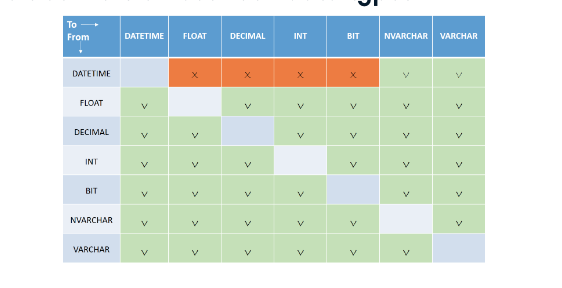 To
From
DATETIME FLOAT DECIMAL INT BIT NVARCHAR VARCHAR
DATETIME X X X X V V
FLOAT V V V V V V
DECIMAL V V V V V V
INT V V V V V V
BIT V V V V V V
NVARCHAR V V V V V V
VARCHAR V V V V V V